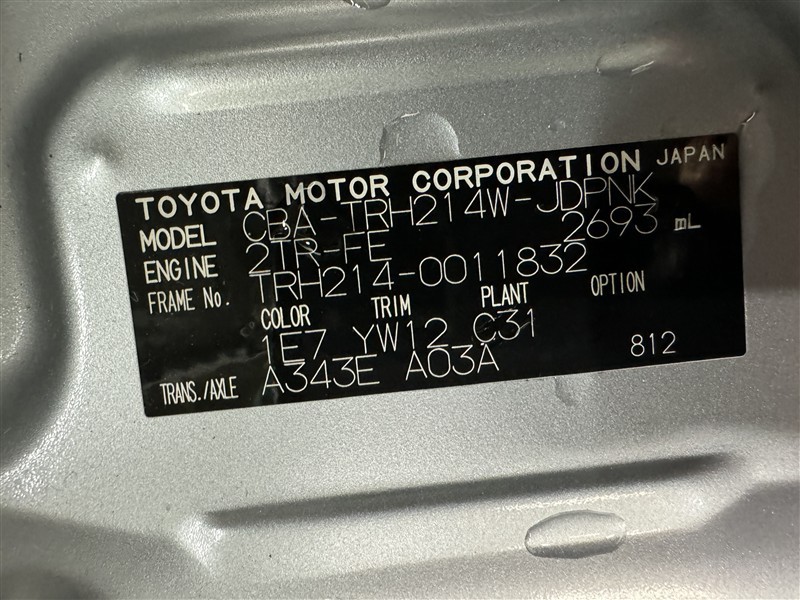 TOYOTA MOTOR CORPORATION JAPAN
MODEL CBA-TRH214W-JDPNK
ENGINE 2TR-FE 2693 mL
FRAME No. TRH214-0011832
COLOR TRIM PLANT OPTION
1E7 YW12 C31
TRANS./AXLE A343E A03A 812